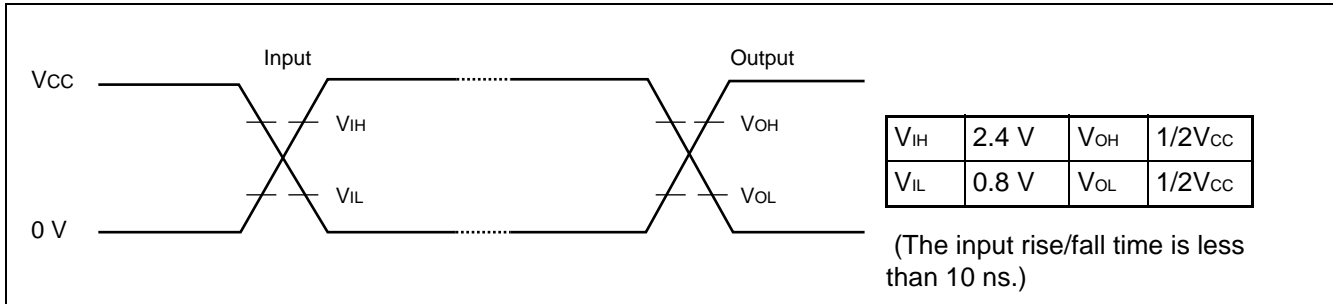 Input
Output
VCC
VIH
VOH
VIL
VOL
0 V
VIH 2.4 V VOH 1/2VCC
VIL 0.8 V VOL 1/2VCC
(The input rise/fall time is less
than 10 ns.)